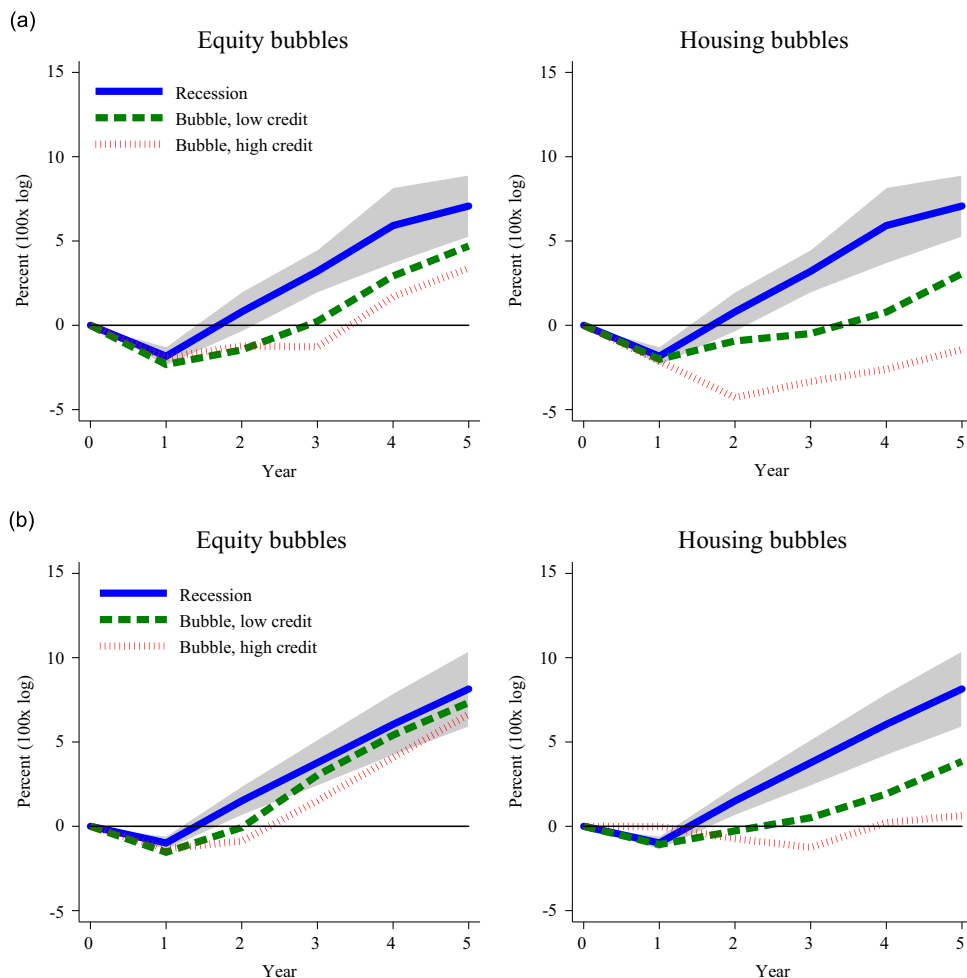 (a)
Equity bubbles
15
10
5
0
-5
Percent (100x log)
Recession
Bubble, low credit
Bubble, high credit
0 1 2 3 4 5
Year
Housing bubbles
15
10
5
0
-5
Percent (100x log)
0 1 2 3 4 5
Year
(b)
Equity bubbles
15
10
5
0
-5
Percent (100x log)
Recession
Bubble, low credit
Bubble, high credit
0 1 2 3 4 5
Year
Housing bubbles
15
10
5
0
-5
Percent (100x log)
0 1 2 3 4 5
Year